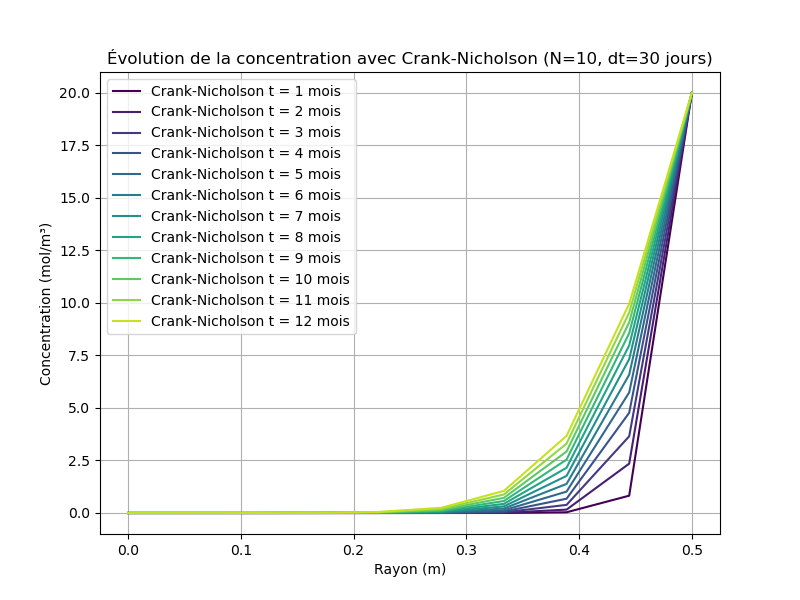 Évolution de la concentration avec Crank-Nicholson (N=10, dt=30 jours)
Crank-Nicholson t = 1 mois
Crank-Nicholson t = 2 mois
Crank-Nicholson t = 3 mois
Crank-Nicholson t = 4 mois
Crank-Nicholson t = 5 mois
Crank-Nicholson t = 6 mois
Crank-Nicholson t = 7 mois
Crank-Nicholson t = 8 mois
Crank-Nicholson t = 9 mois
Crank-Nicholson t = 10 mois
Crank-Nicholson t = 11 mois
Crank-Nicholson t = 12 mois
Concentration (mol/m³)
20.0
17.5
15.0
12.5
10.0
7.5
5.0
2.5
0.0
0.0 0.1 0.2 0.3 0.4 0.5
Rayon (m)